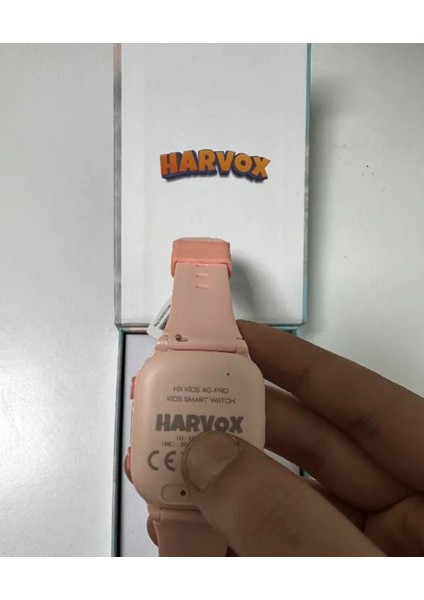 HARVOX
HX KIDS 4G-PRO
KIDS SMART WATCH
HARVOX
CE